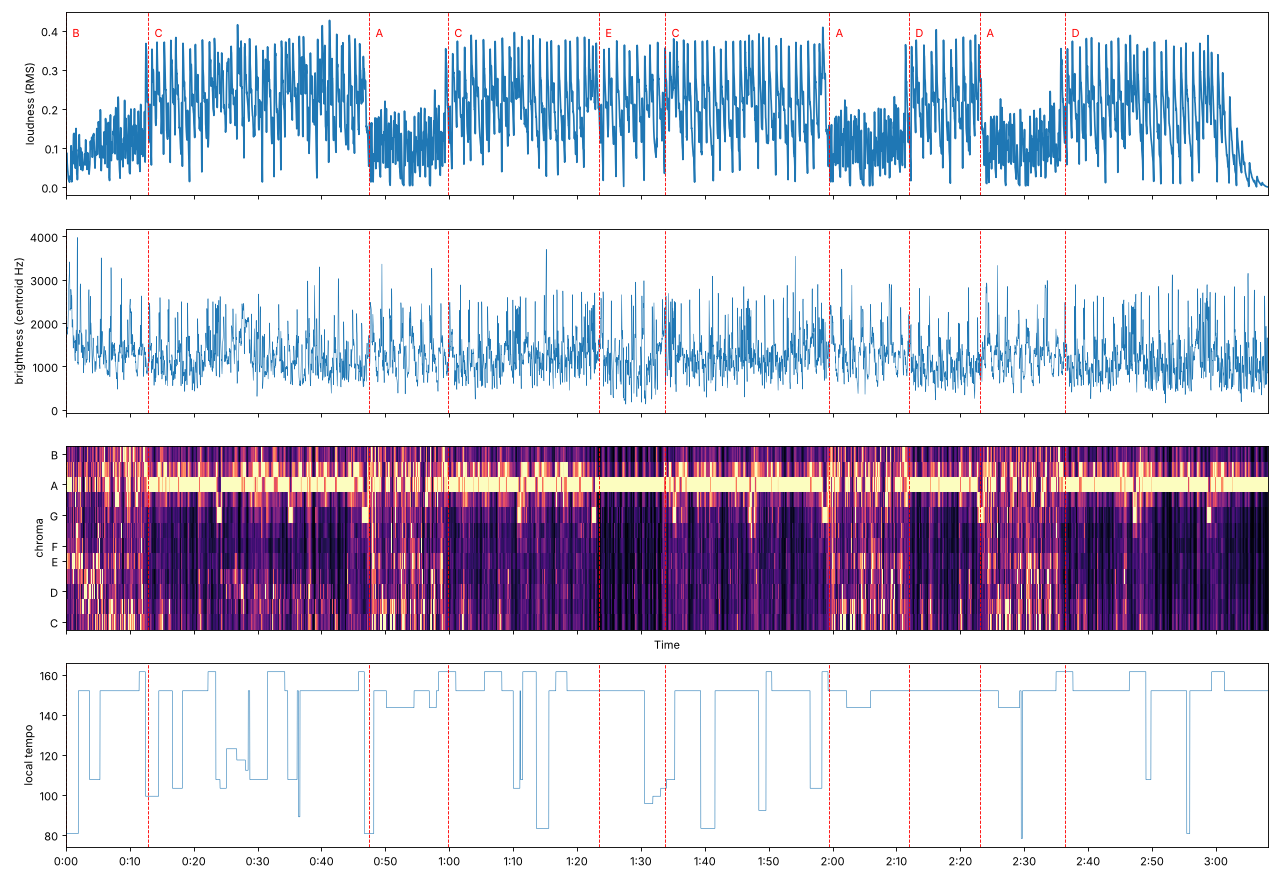 B C A C E C A D A D
loudness (RMS)
0.4
0.3
0.2
0.1
0.0
brightness (centroid Hz)
4000
3000
2000
1000
0
chroma
B
A
G
F
E
D
C
Time
local tempo
160
140
120
100
80
0:00 0:10 0:20 0:30 0:40 0:50 1:00 1:10 1:20 1:30 1:40 1:50 2:00 2:10 2:20 2:30 2:40 2:50 3:00